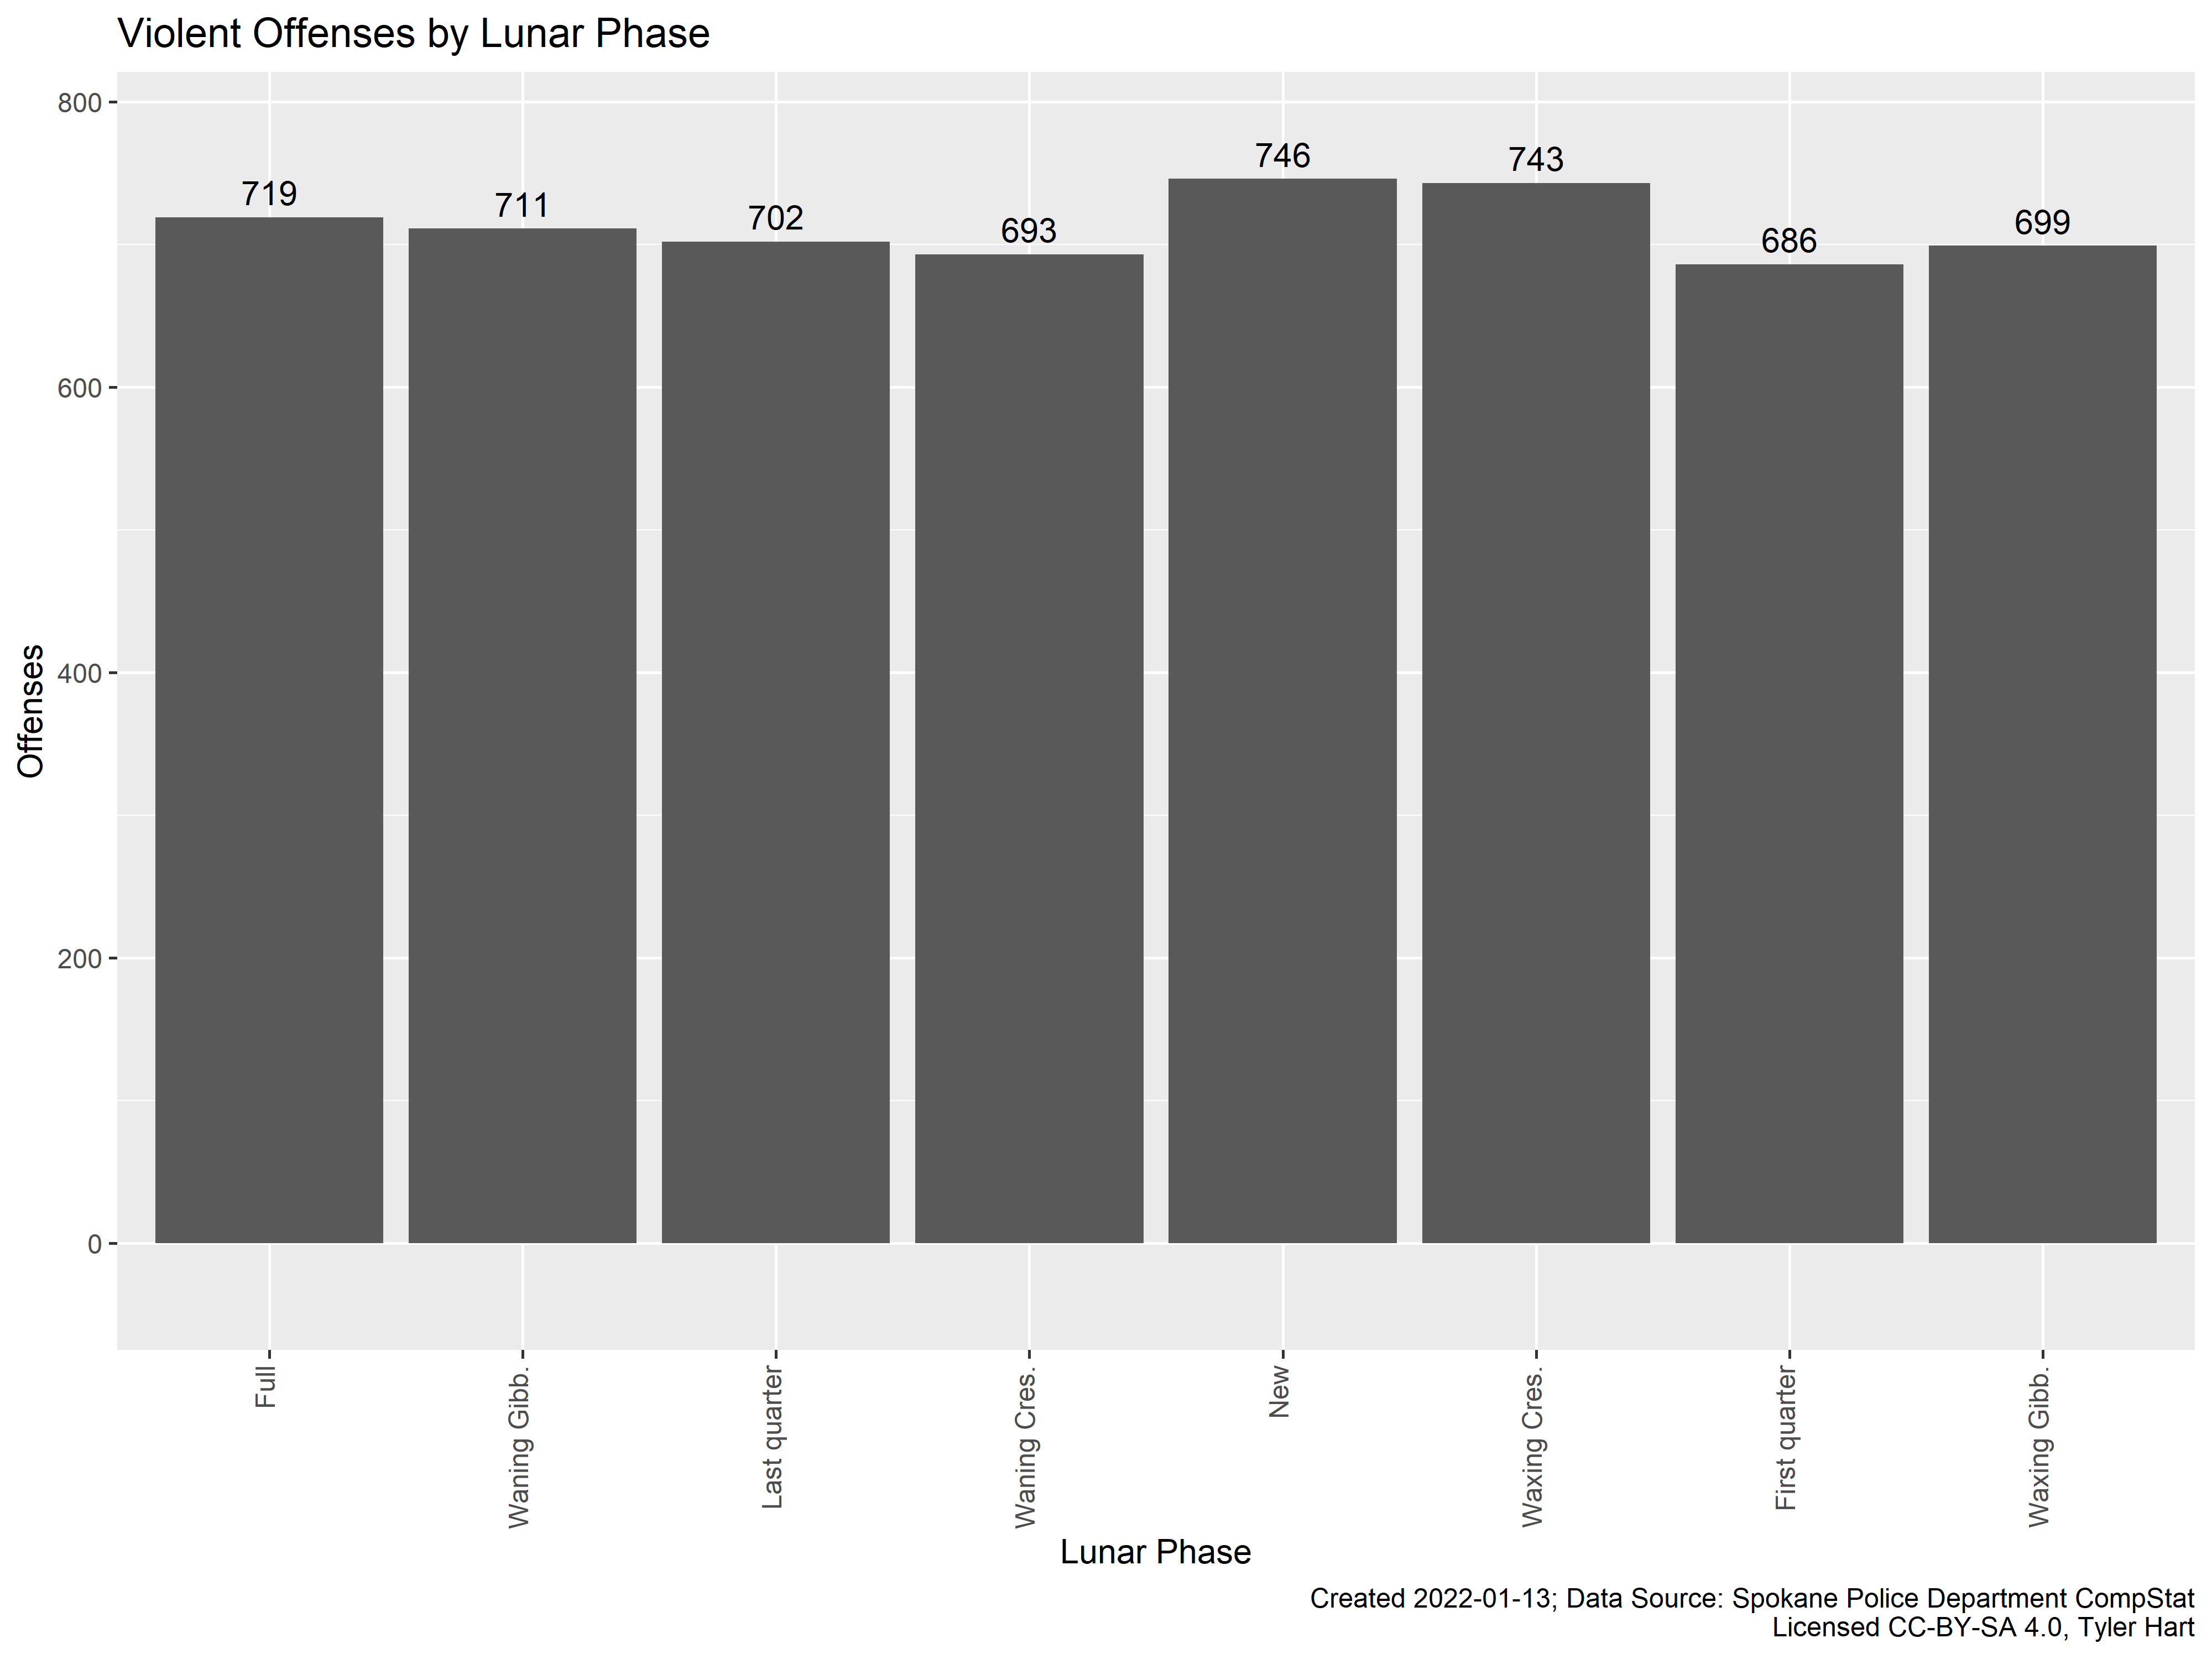 Violent Offenses by Lunar Phase
800
600
400
200
0
Offenses
719
711
702
693
746
743
686
699
Full
Waning Gibb.
Last quarter
Waning Cres.
New
Waxing Cres.
First quarter
Waxing Gibb.
Lunar Phase
Created 2022-01-13; Data Source: Spokane Police Department CompStat
Licensed CC-BY-SA 4.0, Tyler Hart